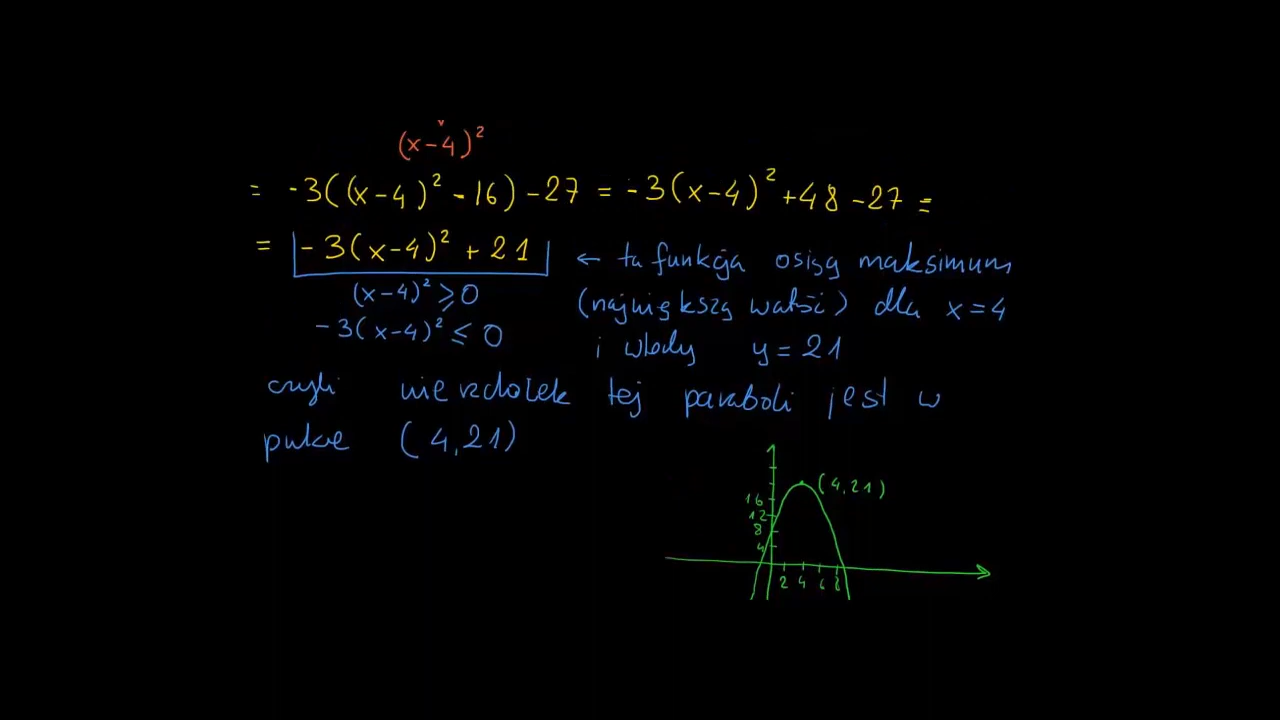 (x-4)²
= -3((x-4)² -16) -27 = -3(x-4)² +48 -27 =
= -3(x-4)² + 21 ← ta funkcja osiąga maksimum
(x-4)² ≥ 0 (największą watość) dla x=4
-3(x-4)² ≤ 0 i wtedy y = 21
czyli wierzchołek tej paraboli jest w
pukcie (4,21)
(4,21)
16
12
8
4
2 4 6 8